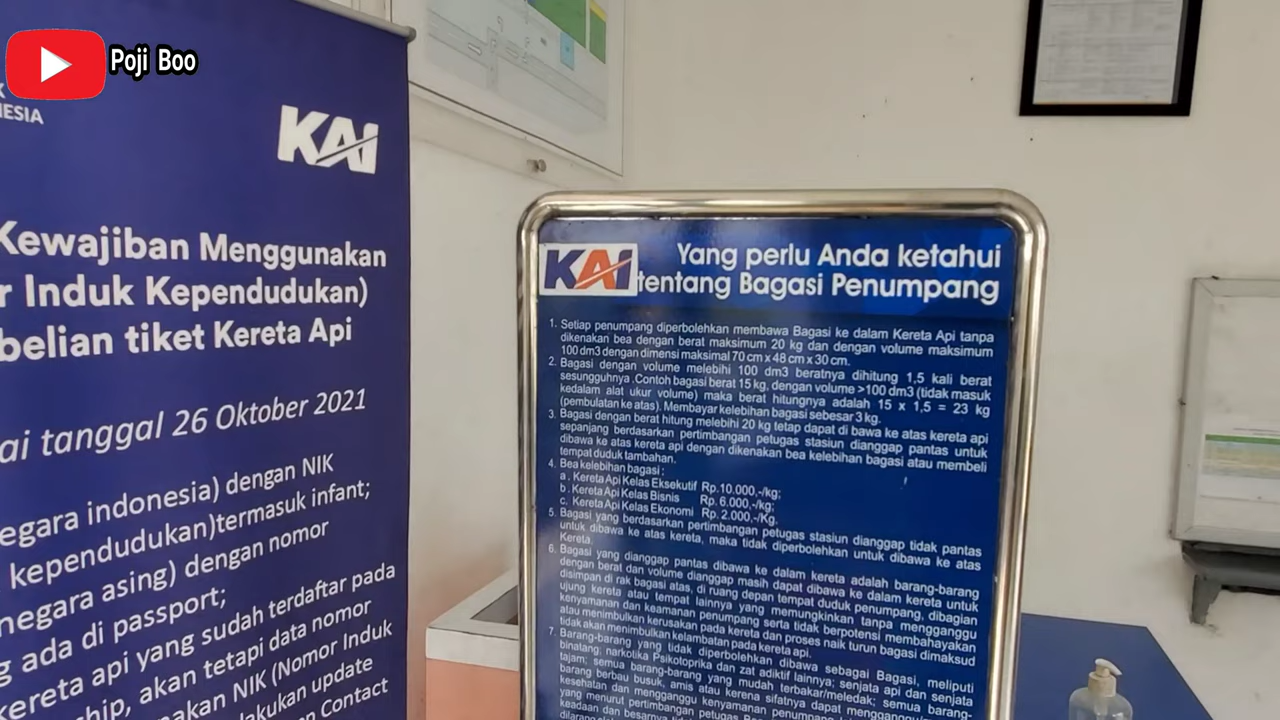 Poji Boo
NESIA
KAI
Kewajiban Menggunakan
r Induk Kependudukan)
belian tiket Kereta Api
ai tanggal 26 Oktober 2021
egara indonesia) dengan NIK
kependudukan)termasuk infant;
negara asing) dengan nomor
g ada di passport;
kereta api yang sudah terdaftar pada
ship, akan tetapi data nomor
nakan NIK (Nomor Induk
lakukan update
Contact
KAI
Yang perlu Anda ketahui
tentang Bagasi Penumpang
1. Setiap penumpang diperbolehkan membawa Bagasi ke dalam Kereta Api tanpa
dikenakan bea dengan berat maksimum 20 kg dan dengan volume maksimum
100 dm3 dengan dimensi maksimal 70 cm x 48 cm x 30 cm.
2. Bagasi dengan volume melebihi 100 dm3 beratnya dihitung 1,5 kali berat
sesungguhnya .Contoh bagasi berat 15 kg, dengan volume >100 dm3 (tidak masuk
kedalam alat ukur volume) maka berat hitungnya adalah 15 x 1,5 = 23 kg
(pembulatan ke atas). Membayar kelebihan bagasi sebesar 3 kg.
3. Bagasi dengan berat hitung melebihi 20 kg tetap dapat di bawa ke atas kereta api
sepanjang berdasarkan pertimbangan petugas stasiun dianggap pantas untuk
dibawa ke atas kereta api dengan dikenakan bea kelebihan bagasi atau membeli
tempat duduk tambahan.
4. Bea kelebihan bagasi ;
a . Kereta Api Kelas Eksekutif Rp.10.000,-/kg;
b . Kereta Api Kelas Bisnis Rp. 6.000,-/kg;
c. Kereta Api Kelas Ekonomi Rp. 2.000,-/Kg.
5. Bagasi yang berdasarkan pertimbangan petugas stasiun dianggap tidak pantas
untuk dibawa ke atas kereta, maka tidak diperbolehkan untuk dibawa ke atas
Kereta.
6. Bagasi yang dianggap pantas dibawa ke dalam kereta adalah barang-barang
dengan berat dan volume dianggap masih dapat dibawa ke dalam kereta untuk
disimpan di rak bagasi atas, di ruang depan tempat duduk penumpang, dibagian
ujung kereta atau tempat lainnya yang memungkinkan tanpa mengganggu
kenyamanan dan keamanan penumpang serta tidak berpotensi membahayakan
atau menimbulkan kerusakan pada kereta dan proses naik turun bagasi dimaksud
tidak akan menimbulkan kelambatan pada kereta api.
7. Barang-barang yang tidak diperbolehkan dibawa sebagai Bagasi, meliputi
binatang; narkotika Psikotoprika dan zat adiktif lainnya; senjata api dan senjata
tajam; semua barang-barang yang mudah terbakar/meledak; semua barang-
barang berbau busuk, amis atau karena sifatnya dapat mengganggu
kesehatan dan mengganggu kenyamanan penumpang
yang menurut pertimbangan petugas
keadaan dan besarnya
dilarang